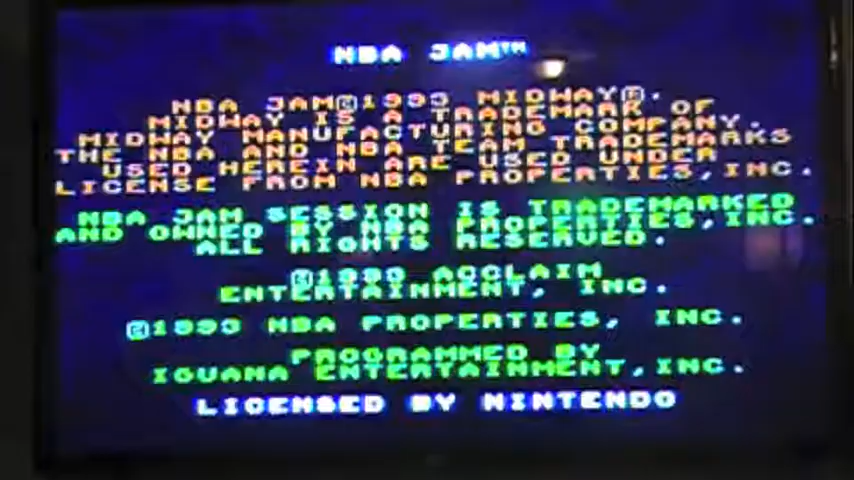 NBA JAM™
NBA JAM©1993 MIDWAY®.
MIDWAY IS A TRADEMARK OF
MIDWAY MANUFACTURING COMPANY.
THE NBA AND NBA TEAM TRADEMARKS
USED HEREIN ARE USED UNDER
LICENSE FROM NBA PROPERTIES,INC.
NBA JAM SESSION IS TRADEMARKED
AND OWNED BY NBA PROPERTIES,INC.
ALL RIGHTS RESERVED.
©1993 ACCLAIM
ENTERTAINMENT, INC.
©1993 NBA PROPERTIES, INC.
PROGRAMMED BY
IGUANA ENTERTAINMENT,INC.
LICENSED BY NINTENDO